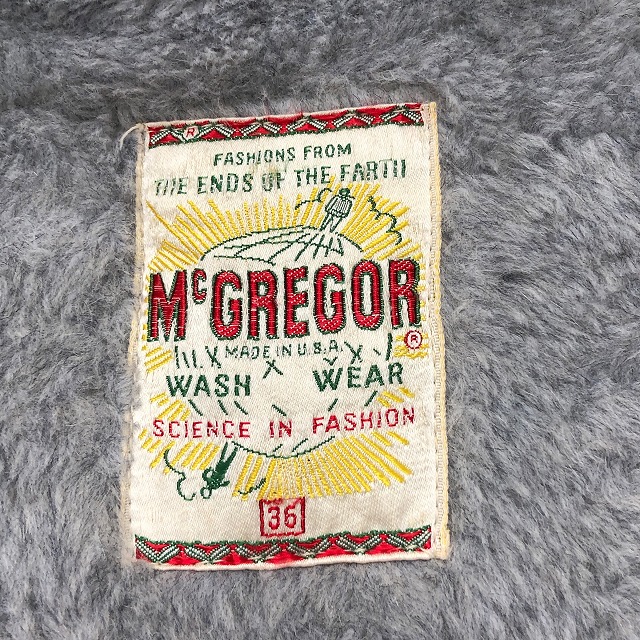 ®
FASHIONS FROM
THE ENDS OF THE EARTH
McGREGOR
®
MADE IN U.S.A.
WASH WEAR
SCIENCE IN FASHION
36